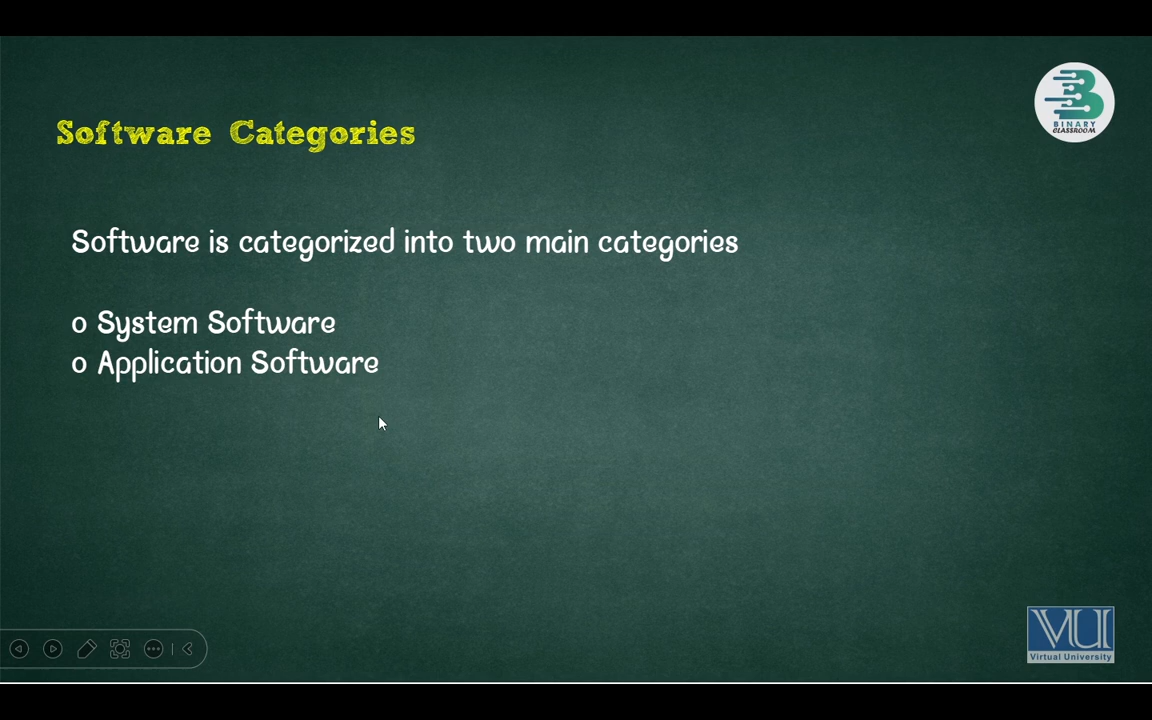 BINARY
CLASSROOM
Software Categories
Software is categorized into two main categories
o System Software
o Application Software
VU
Virtual University